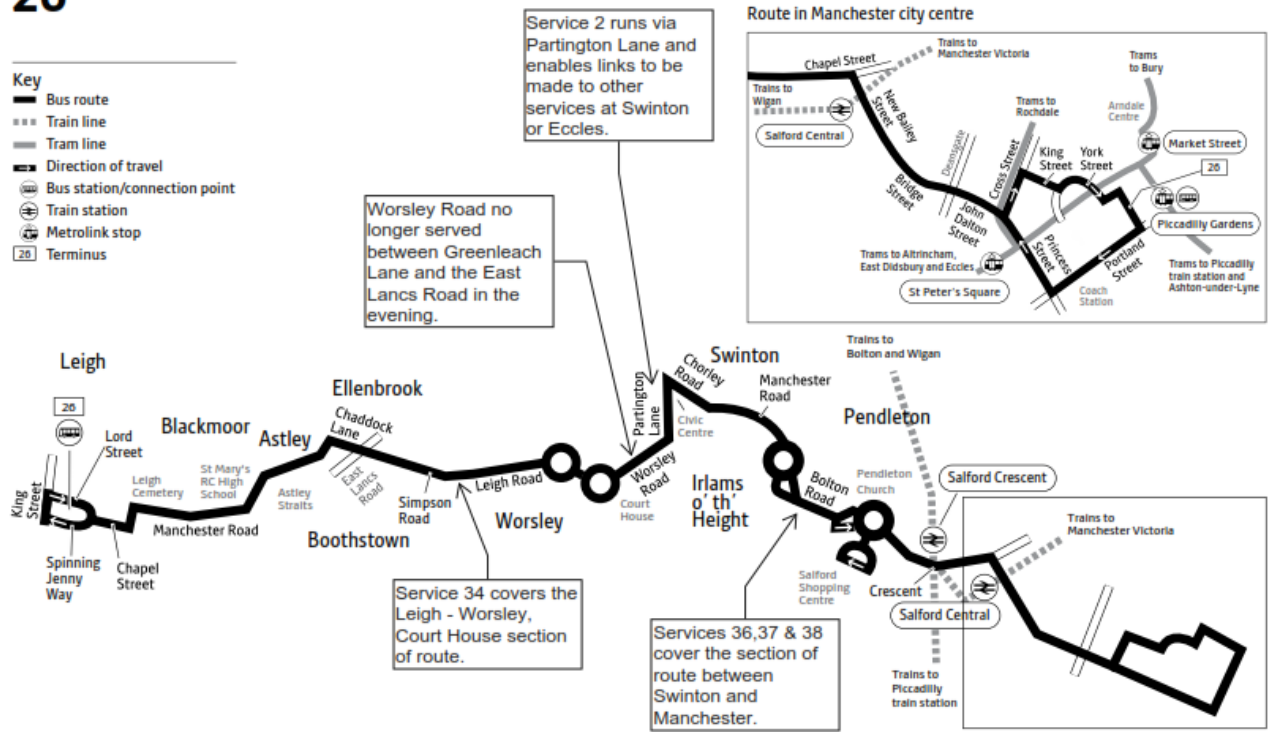 26
Key
Bus route
Train line
Tram line
Direction of travel
Bus station/connection point
Train station
Metrolink stop
26 Terminus
Service 2 runs via
Partington Lane and
enables links to be
made to other
services at Swinton
or Eccles.
Worsley Road no
longer served
between Greenleach
Lane and the East
Lancs Road in the
evening.
Route in Manchester city centre
Chapel Street
Trains to
Manchester Victoria
Trains to
Wigan
Salford Central
New Bailey
Street
Bridge
Street
Deansgate
John
Dalton
Street
Cross Street
Trams to
Rochdale
King
Street
York
Street
Trams
to Bury
Arndale
Centre
Market Street
26
Piccadilly Gardens
Princess
Street
Portland
Street
Trams to Altrincham,
East Didsbury and Eccles
St Peter's Square
Coach
Station
Trams to Piccadilly
train station and
Ashton-under-Lyne
Leigh
26
Lord
Street
King
Street
Spinning
Jenny
Way
Chapel
Street
Leigh
Cemetery
Blackmoor
St Mary's
RC High
School
Manchester Road
Astley
Astley
Straits
Ellenbrook
Chaddock
Lane
East
Lancs
Road
Boothstown
Simpson
Road
Leigh Road
Worsley
Court
House
Worsley
Road
Partington
Lane
Civic
Centre
Chorley
Road
Swinton
Manchester
Road
Irlams
o' th'
Height
Bolton
Road
Pendleton
Pendleton
Church
Salford
Shopping
Centre
Trains to
Bolton and Wigan
Salford Crescent
Crescent
Salford Central
Trains to
Manchester Victoria
Trains to
Piccadilly
train station
Service 34 covers the
Leigh - Worsley,
Court House section
of route.
Services 36,37 & 38
cover the section of
route between
Swinton and
Manchester.